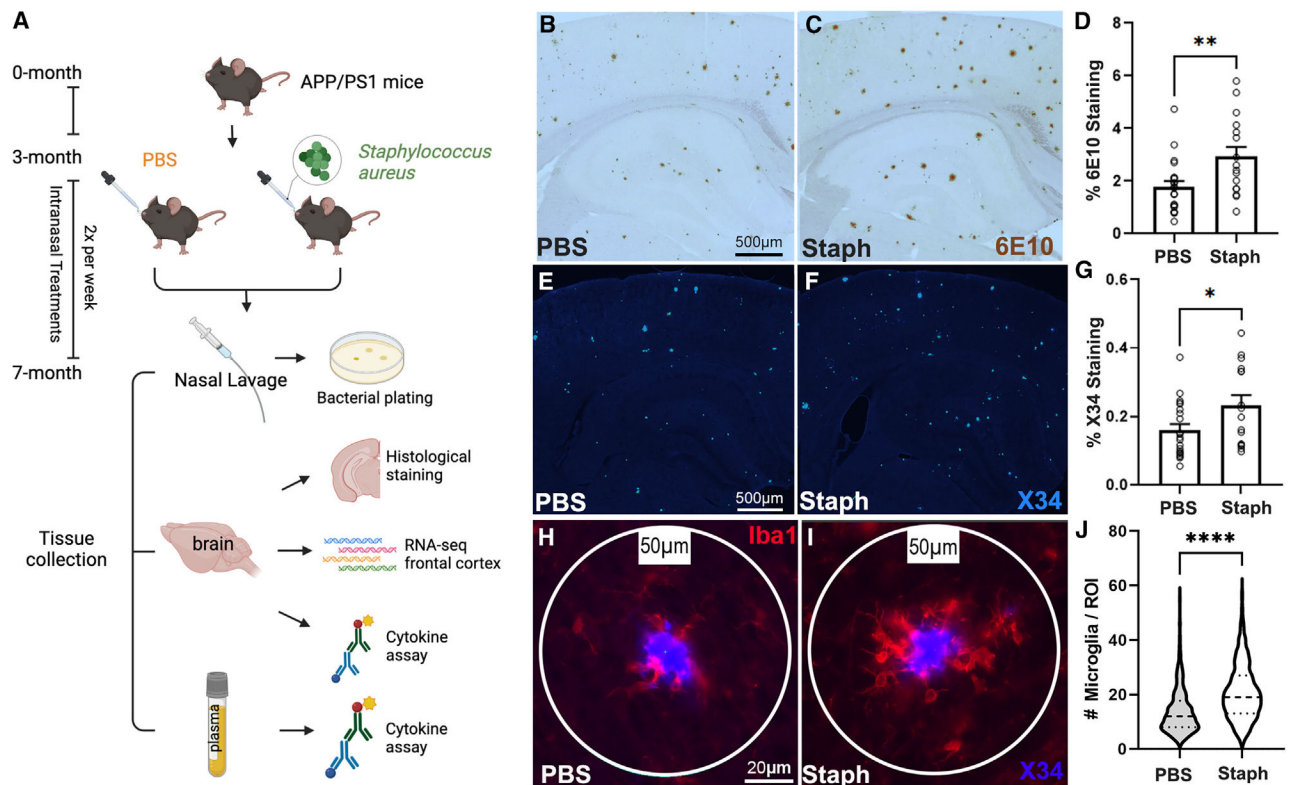 A
0-month
APP/PS1 mice
3-month
PBS
Staphylococcus
aureus
Intranasal Treatments
2x per week
7-month
Nasal Lavage
Bacterial plating
Histological
staining
Tissue
collection
brain
RNA-seq
frontal cortex
Cytokine
assay
plasma
Cytokine
assay
B
PBS
500µm
C
Staph
6E10
D
% 6E10 Staining
8
6
4
2
0
**
PBS
Staph
E
PBS
500µm
F
Staph
X34
G
% X34 Staining
0.6
0.4
0.2
0.0
*
PBS
Staph
H
Iba1
50µm
PBS
20µm
I
50µm
Staph
X34
J
# Microglia / ROI
80
60
40
20
0
****
PBS
Staph